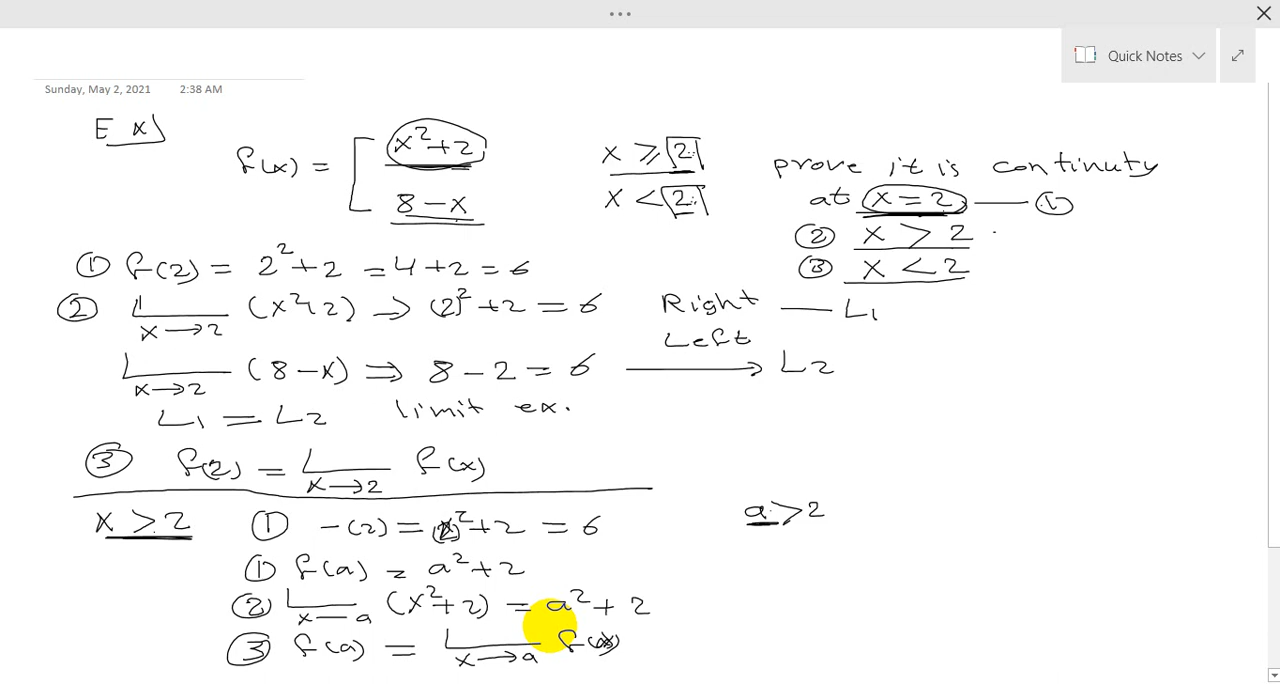 Quick Notes
Sunday, May 2, 2021 2:38 AM
Ex)
f(x) = [ x²+2 x ≥ 2
8-x x < 2
prove it is continuty
at x=2 — ①
② x > 2
③ x < 2
① f(2) = 2²+2 = 4+2 = 6
② L x→2 (x²+2) ⇒ (2)²+2 = 6 Right — L₁
Left
L x→2 (8-x) ⇒ 8-2 = 6 → L2
L₁ = L2 limit ex.
③ f(2) = L x→2 f(x)
x > 2 ① -(2) = (2)²+2 = 6 a > 2
① f(a) = a²+2
② L x→a (x²+2) = a²+2
③ f(a) = L x→a f(x)